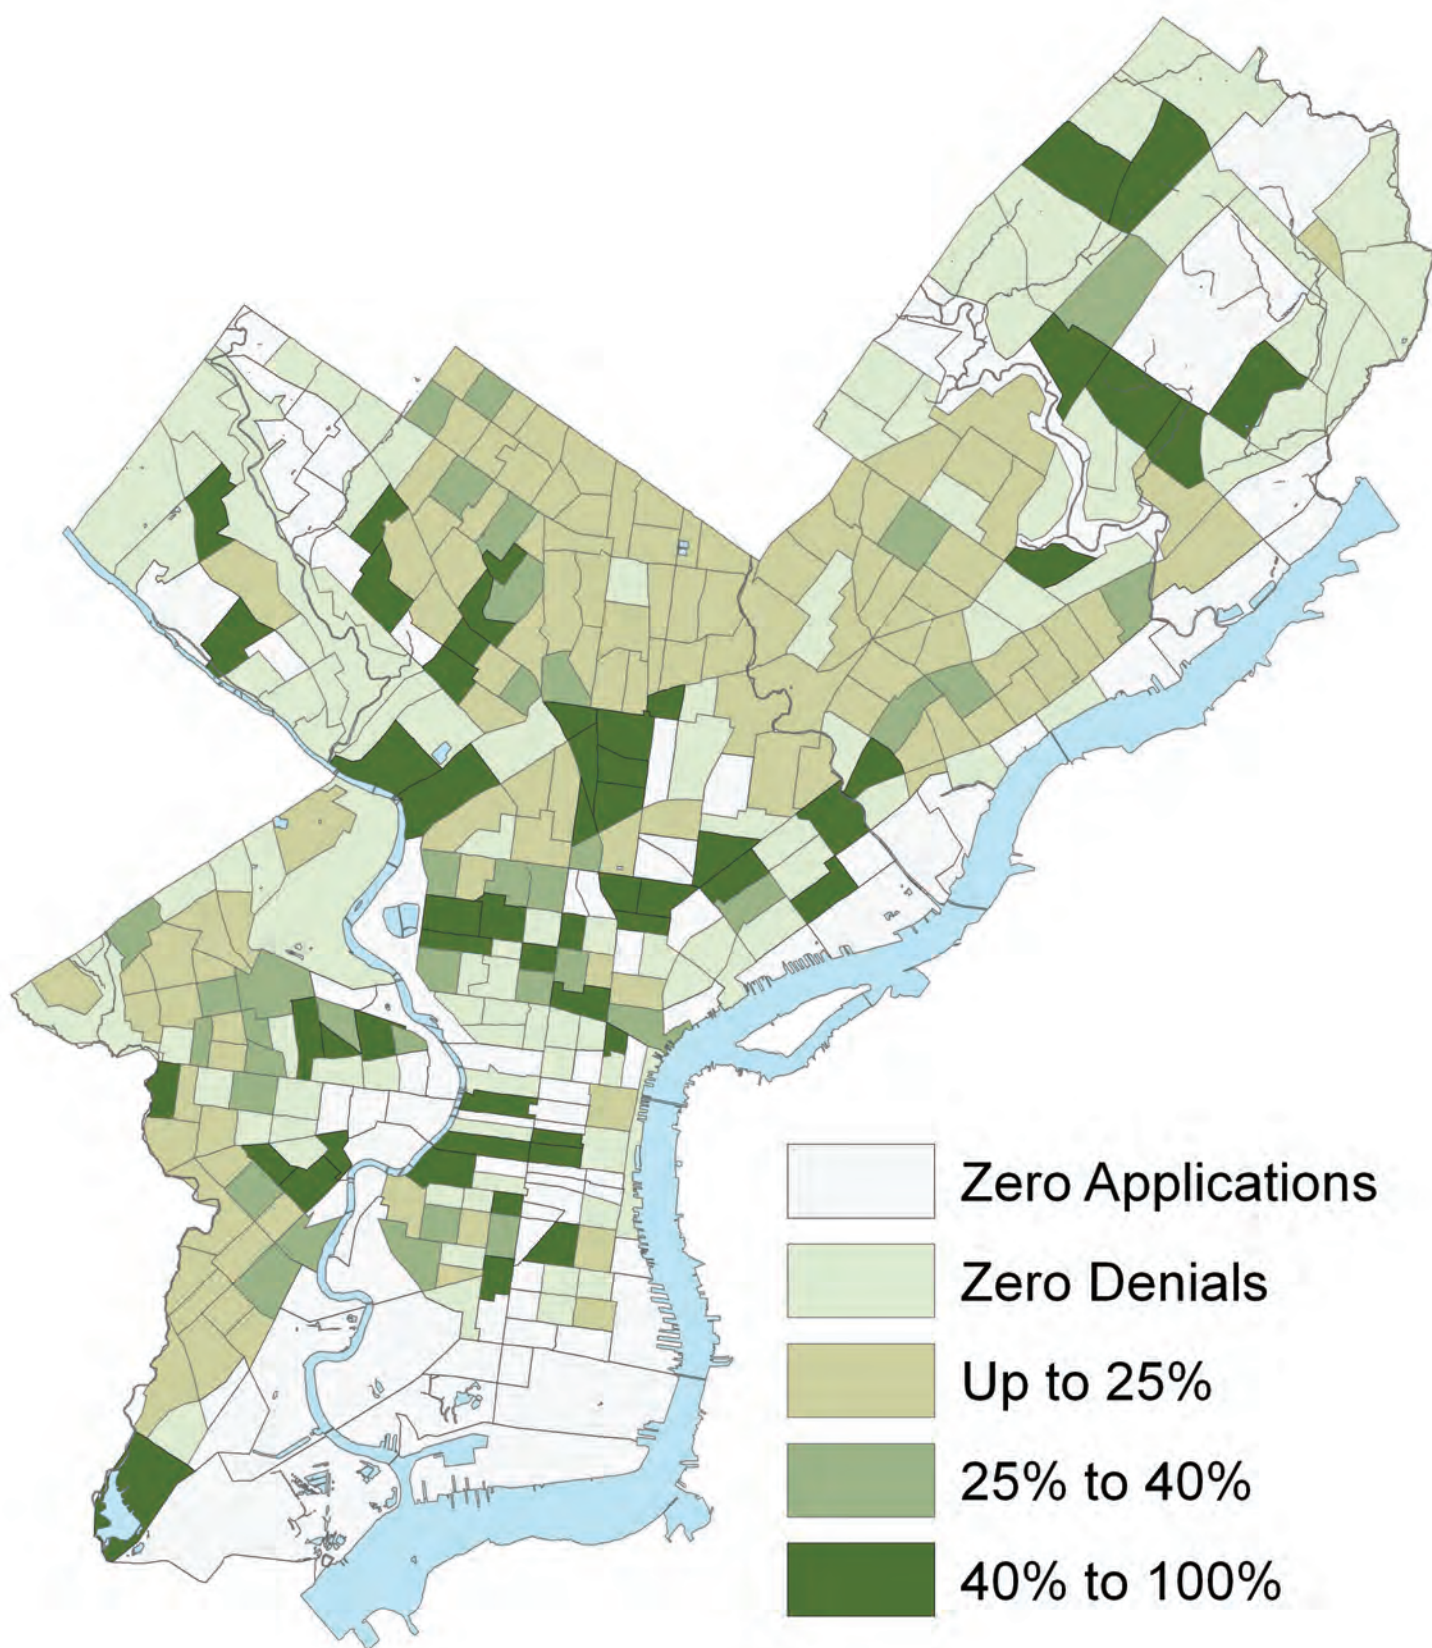 Zero Applications
Zero Denials
Up to 25%
25% to 40%
40% to 100%